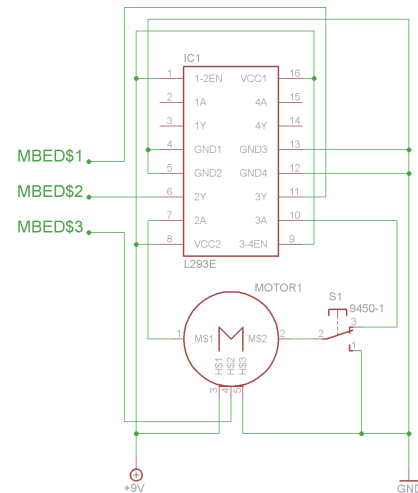 IC1
1 1-2EN VCC1 16
2 1A 4A 15
3 1Y 4Y 14
4 GND1 GND3 13
5 GND2 GND4 12
6 2Y 3Y 11
7 2A 3A 10
8 VCC2 3-4EN 9
L293E
MBED$1
MBED$2
MBED$3
MOTOR1
S1
9450-1
1 M$1 M M$2 2
2 3
1
H$1 H$2 H$3
3 4 5
+9V
GND